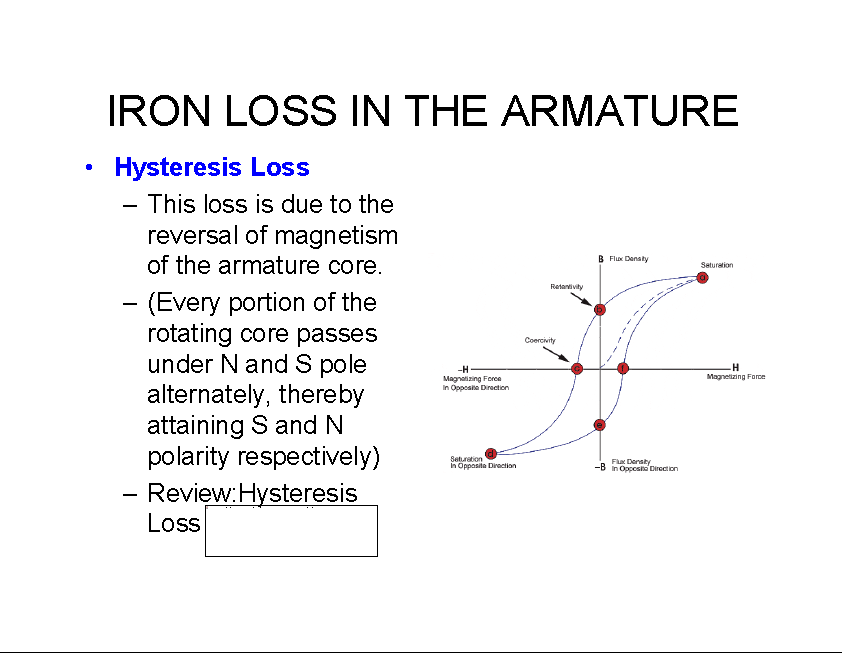 IRON LOSS IN THE ARMATURE
• Hysteresis Loss
– This loss is due to the
reversal of magnetism
of the armature core.
– (Every portion of the
rotating core passes
under N and S pole
alternately, thereby
attaining S and N
polarity respectively)
– Review:Hysteresis
Loss
B Flux Density
Saturation
a
Retentivity
b
Coercivity
-H
c
f
H
Magnetizing Force
In Opposite Direction
Magnetizing Force
e
d
Saturation
In Opposite Direction
-B
Flux Density
In Opposite Direction